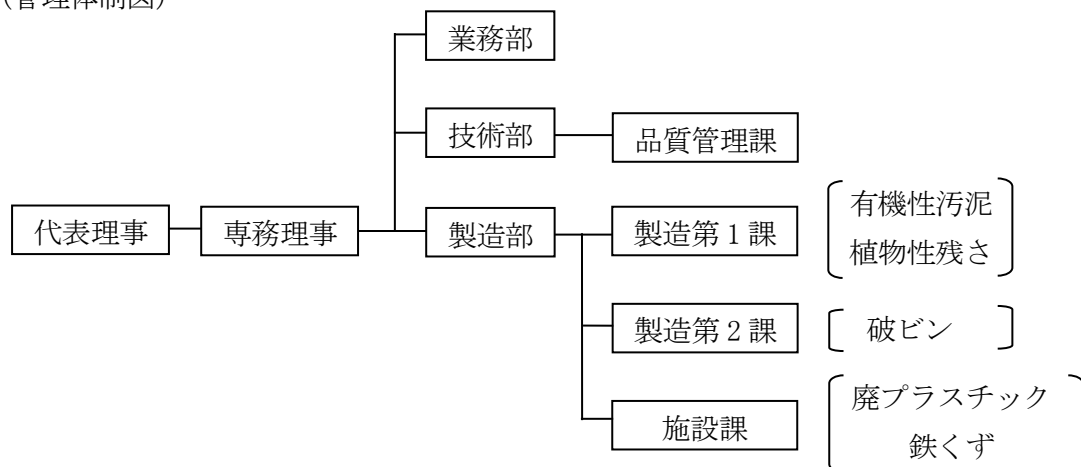 (管理体制図)
業務部
技術部
品質管理課
代表理事
専務理事
製造部
製造第1課
有機性汚泥
植物性残さ
製造第2課
破ビン
施設課
廃プラスチック
鉄くず